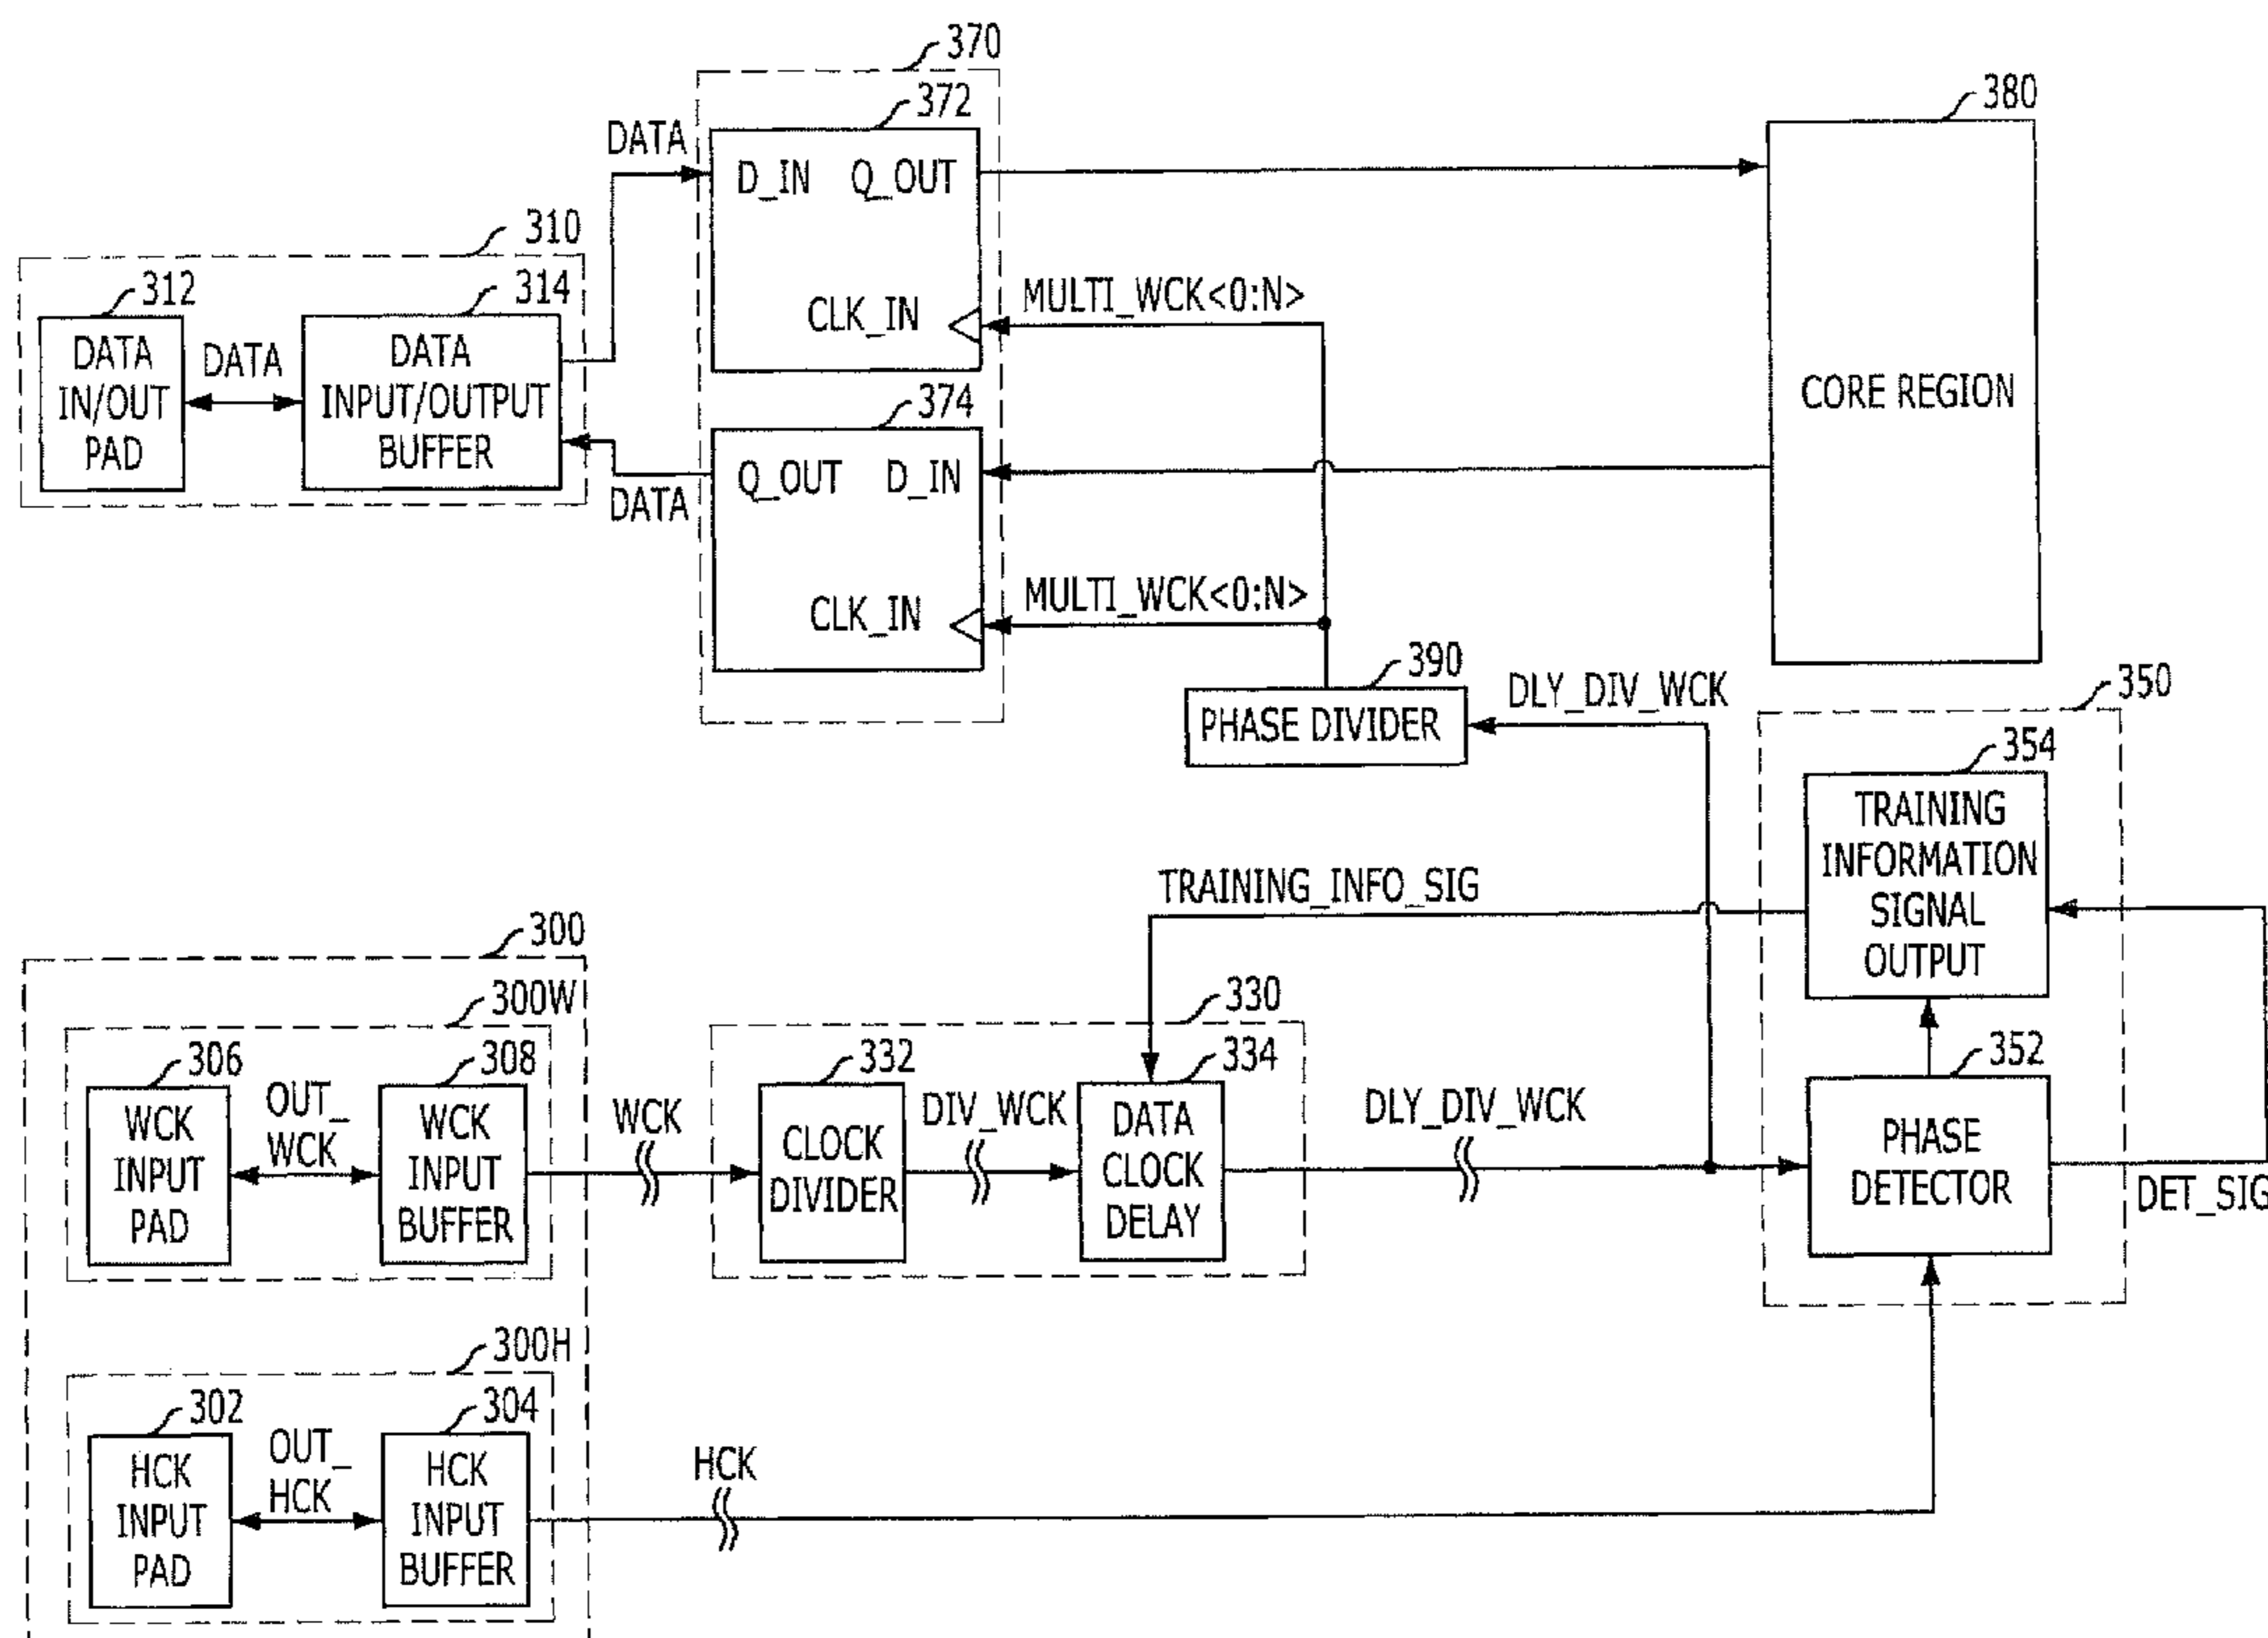 370
372
380
DATA
D_IN Q_OUT
310
312
314
CLK_IN
MULTI_WCK<0:N>
DATA
IN/OUT
PAD
DATA
DATA
INPUT/OUTPUT
BUFFER
CORE REGION
374
Q_OUT D_IN
DATA
CLK_IN
MULTI_WCK<0:N>
390
PHASE DIVIDER
DLY_DIV_WCK
350
354
TRAINING
INFORMATION
SIGNAL
OUTPUT
TRAINING_INFO_SIG
300
300W
330
306
308
332
334
352
WCK
INPUT
PAD
OUT_
WCK
WCK
INPUT
BUFFER
WCK
CLOCK
DIVIDER
DIV_WCK
DATA
CLOCK
DELAY
DLY_DIV_WCK
PHASE
DETECTOR
DET_SIG
300H
302
304
HCK
INPUT
PAD
OUT_
HCK
HCK
INPUT
BUFFER
HCK